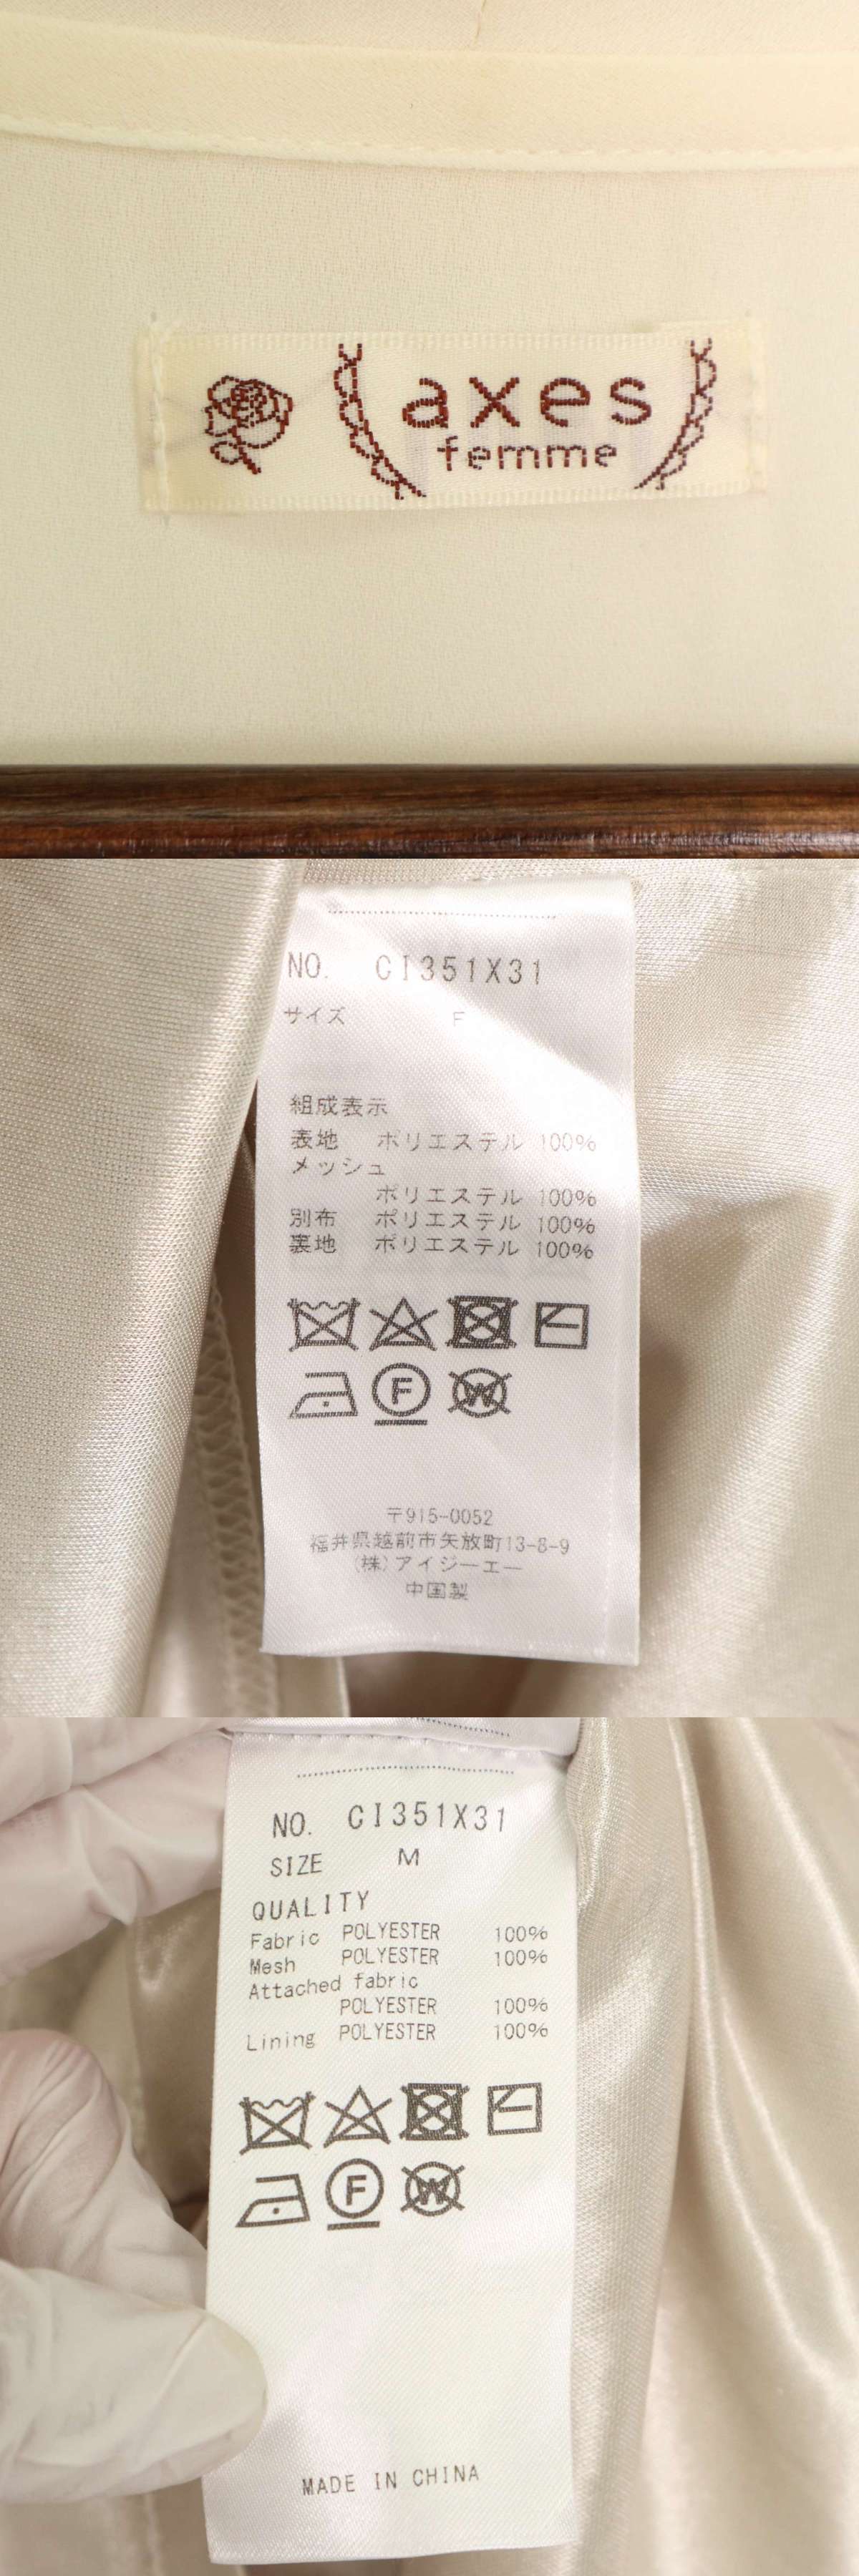 axes
femme
NO. CI351X31
サイズ F
組成表示
表地 ポリエステル 100%
メッシュ
ポリエステル 100%
別布 ポリエステル 100%
裏地 ポリエステル 100%
F W
〒915-0052
福井県越前市矢放町13-8-9
(株)アイジーエー
中国製
NO. CI351X31
SIZE M
QUALITY
Fabric POLYESTER 100%
Mesh POLYESTER 100%
Attached fabric
POLYESTER 100%
Lining POLYESTER 100%
F W
MADE IN CHINA